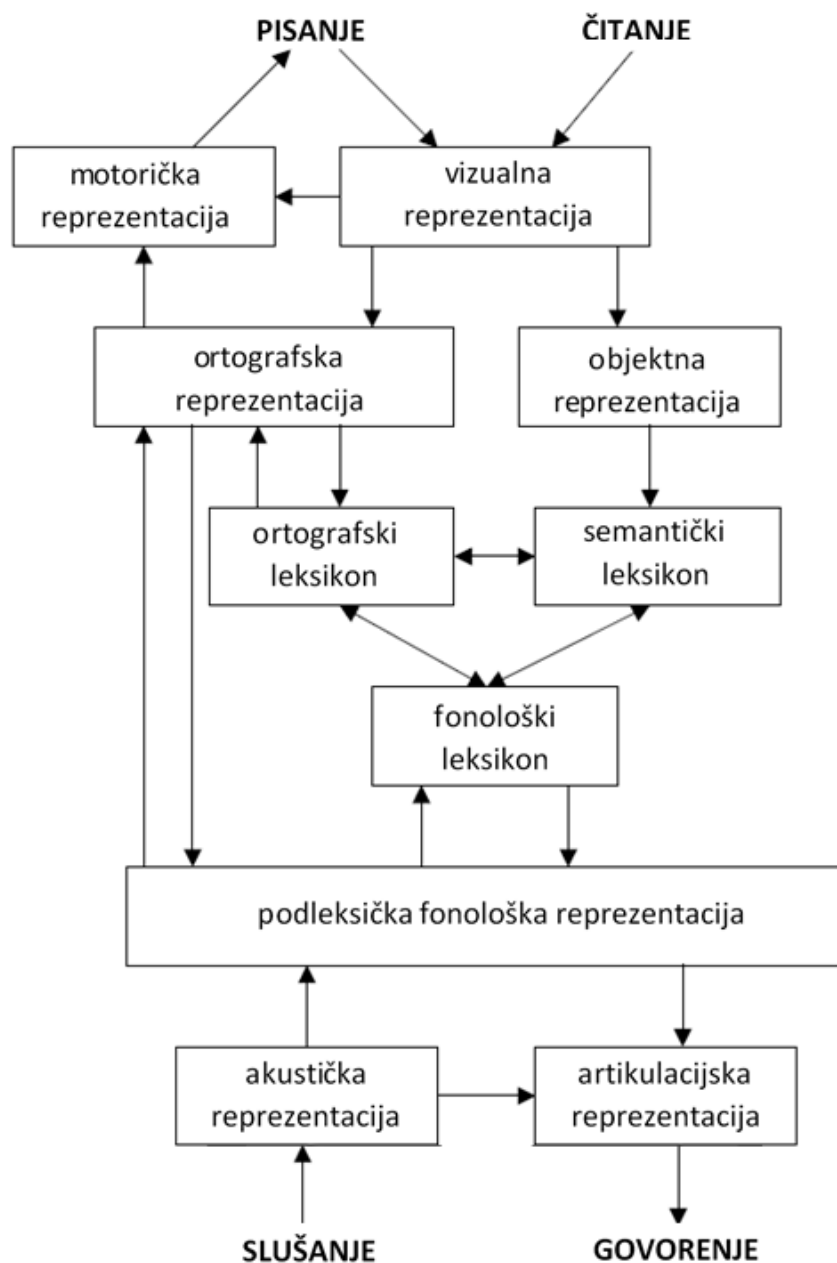 PISANJE
ČITANJE
motorička
reprezentacija
vizualna
reprezentacija
ortografska
reprezentacija
objektna
reprezentacija
ortografski
leksikon
semantički
leksikon
fonološki
leksikon
podleksička fonološka reprezentacija
akustička
reprezentacija
artikulacijska
reprezentacija
SLUŠANJE
GOVORENJE